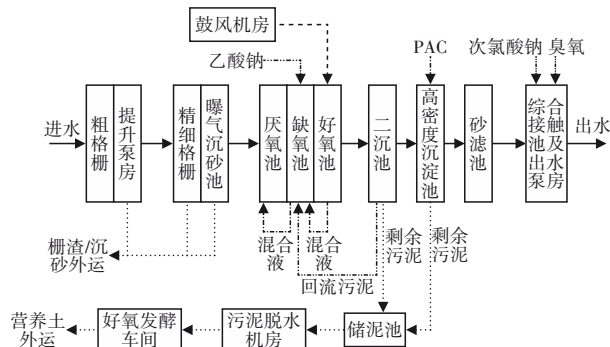 鼓风机房
乙酸钠
PAC
次氯酸钠
臭氧
进水
粗格栅
提升泵房
精细格栅
曝气沉砂池
厌氧池
缺氧池
好氧池
二沉池
高密度沉淀池
砂滤池
综合
接触
池及
出水
泵房
出水
栅渣/沉
砂外运
混合
液
混合
液
回流污泥
剩余
污泥
剩余
污泥
营养土
外运
好氧发酵
车间
污泥脱水
机房
储泥池